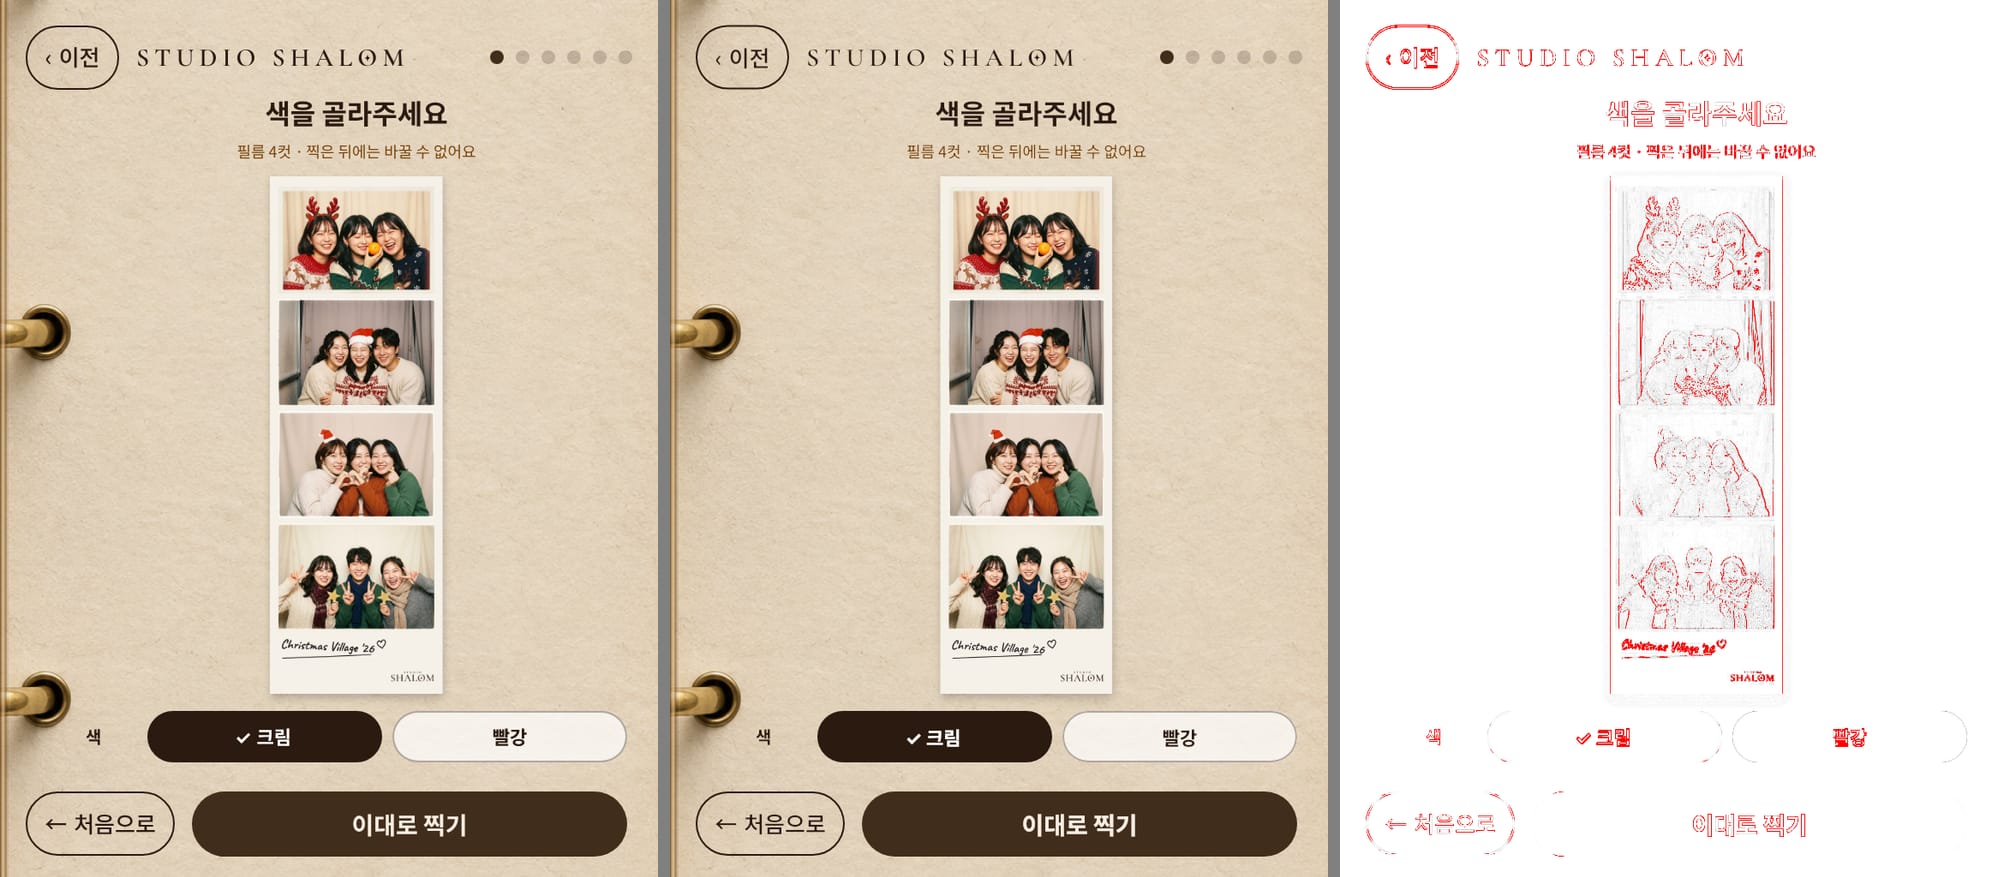 ‹ 이전 STUDIO SHALOM
색을 골라주세요
필름 4컷 · 찍은 뒤에는 바꿀 수 없어요
Christmas Village '26♡
SHALOM
색 ✓ 크림 빨강
← 처음으로 이대로 찍기
‹ 이전 STUDIO SHALOM
색을 골라주세요
필름 4컷 · 찍은 뒤에는 바꿀 수 없어요
Christmas Village '26♡
SHALOM
색 ✓ 크림 빨강
← 처음으로 이대로 찍기
‹ 이전 STUDIO SHALOM
색을 골라주세요
필름 4컷 · 찍은 뒤에는 바꿀 수 없어요
Christmas Village '26♡
SHALOM
색 ✓ 크림 빨강
← 처음으로 이대로 찍기